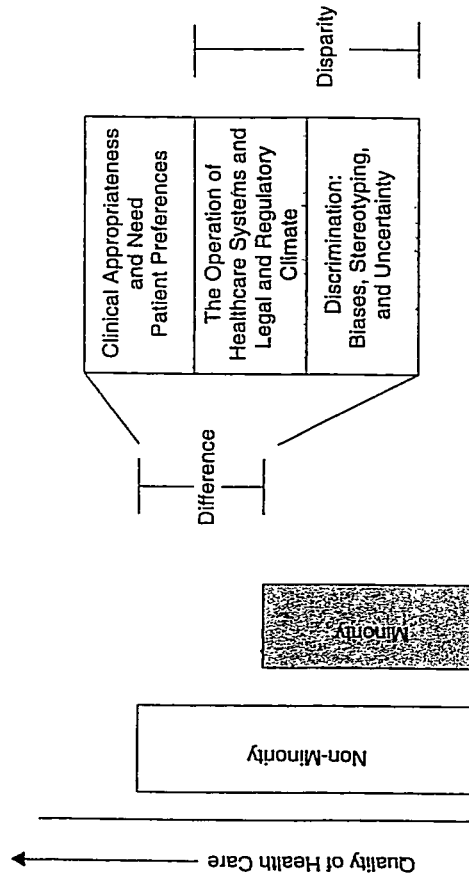 Quality of Health Care
Non-Minority
Minority
Difference
Clinical Appropriateness
and Need
Patient Preferences
The Operation of
Healthcare Systems and
Legal and Regulatory
Climate
Discrimination:
Biases, Stereotyping,
and Uncertainty
Disparity